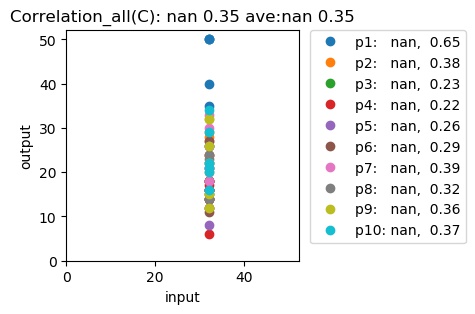 Correlation_all(C): nan 0.35 ave:nan 0.35
50
40
30
20
10
0
output
0 20 40
input
p1: nan, 0.65
p2: nan, 0.38
p3: nan, 0.23
p4: nan, 0.22
p5: nan, 0.26
p6: nan, 0.29
p7: nan, 0.39
p8: nan, 0.32
p9: nan, 0.36
p10: nan, 0.37